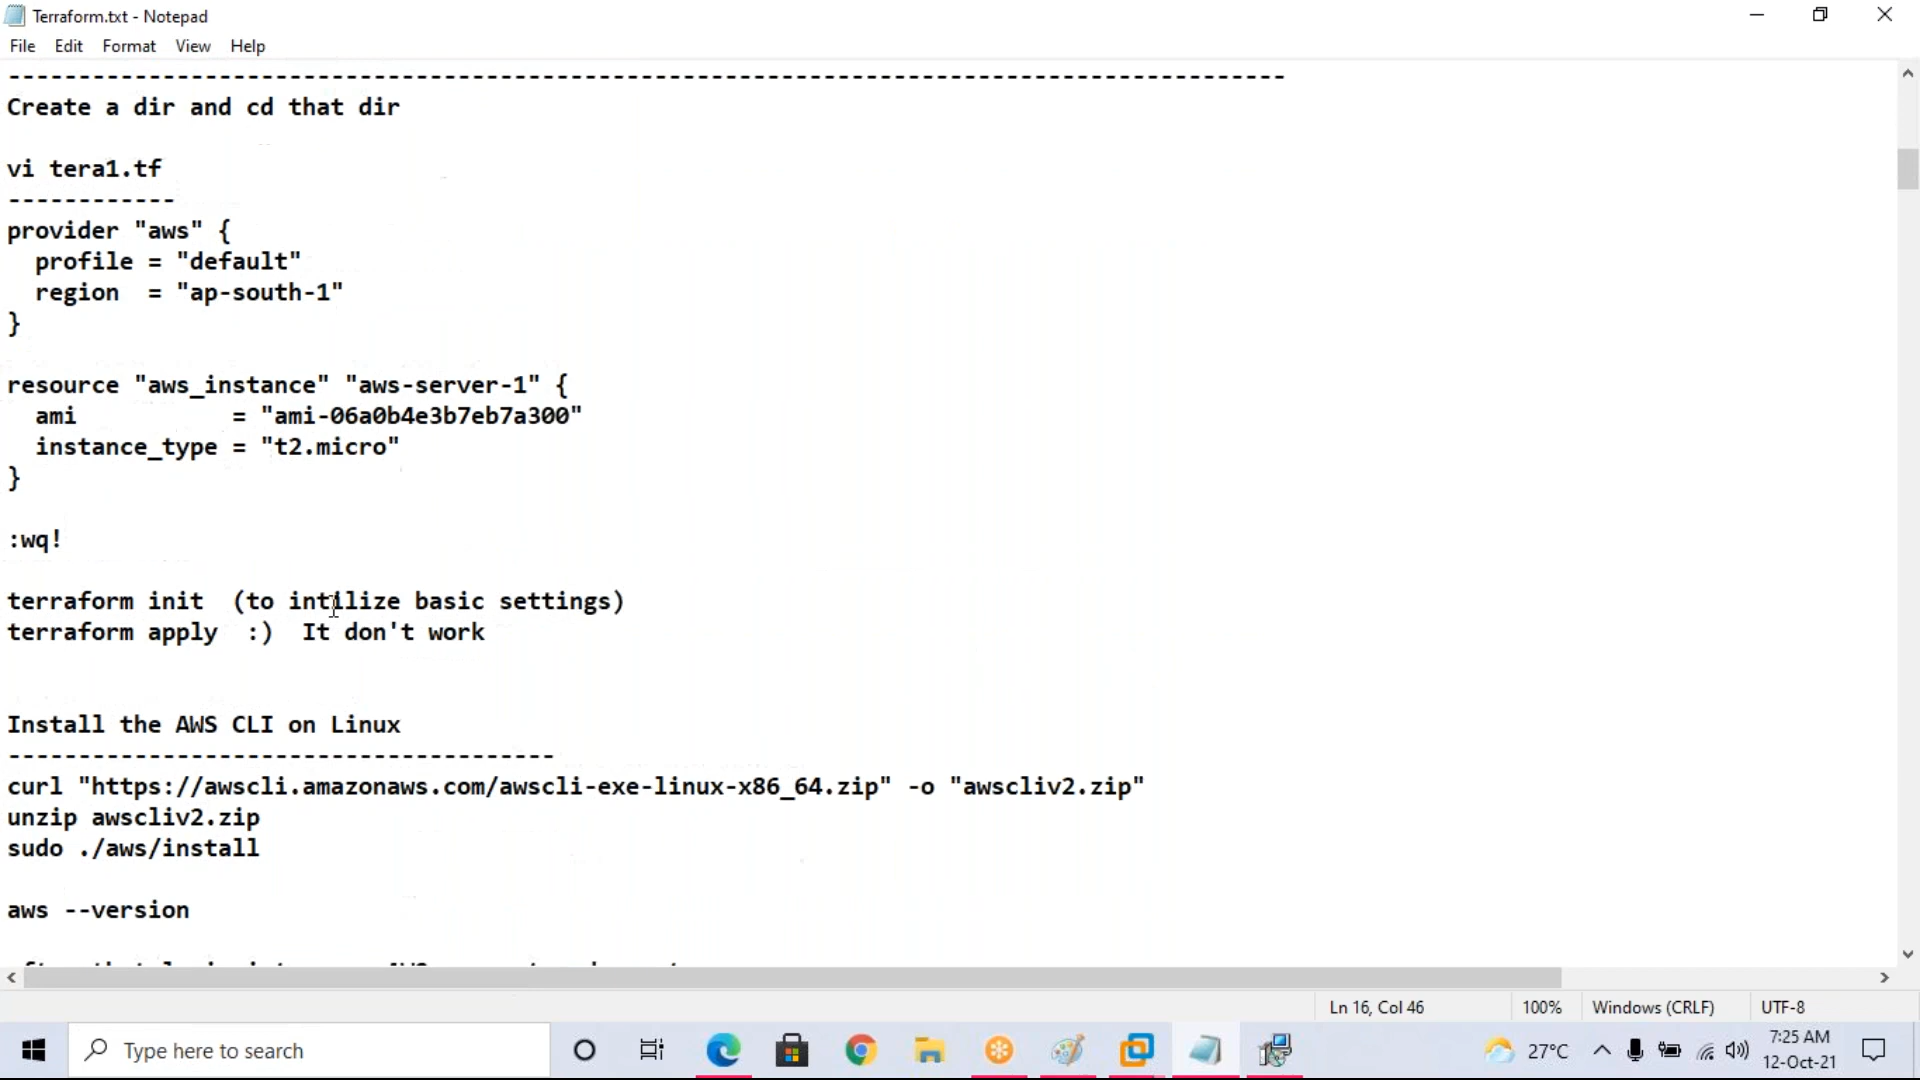 Terraform.txt - Notepad
File Edit Format View Help
-------------------------------------------------------------------------------------------
Create a dir and cd that dir
vi tera1.tf
------------
provider "aws" {
  profile = "default"
  region  = "ap-south-1"
}
resource "aws_instance" "aws-server-1" {
  ami           = "ami-06a0b4e3b7eb7a300"
  instance_type = "t2.micro"
}
:wq!
terraform init  (to intilize basic settings)
terraform apply  :)  It don't work
Install the AWS CLI on Linux
---------------------------------------
curl "https://awscli.amazonaws.com/awscli-exe-linux-x86_64.zip" -o "awscliv2.zip"
unzip awscliv2.zip
sudo ./aws/install
aws --version
Ln 16, Col 46 100% Windows (CRLF) UTF-8
Type here to search
27°C
7:25 AM
12-Oct-21